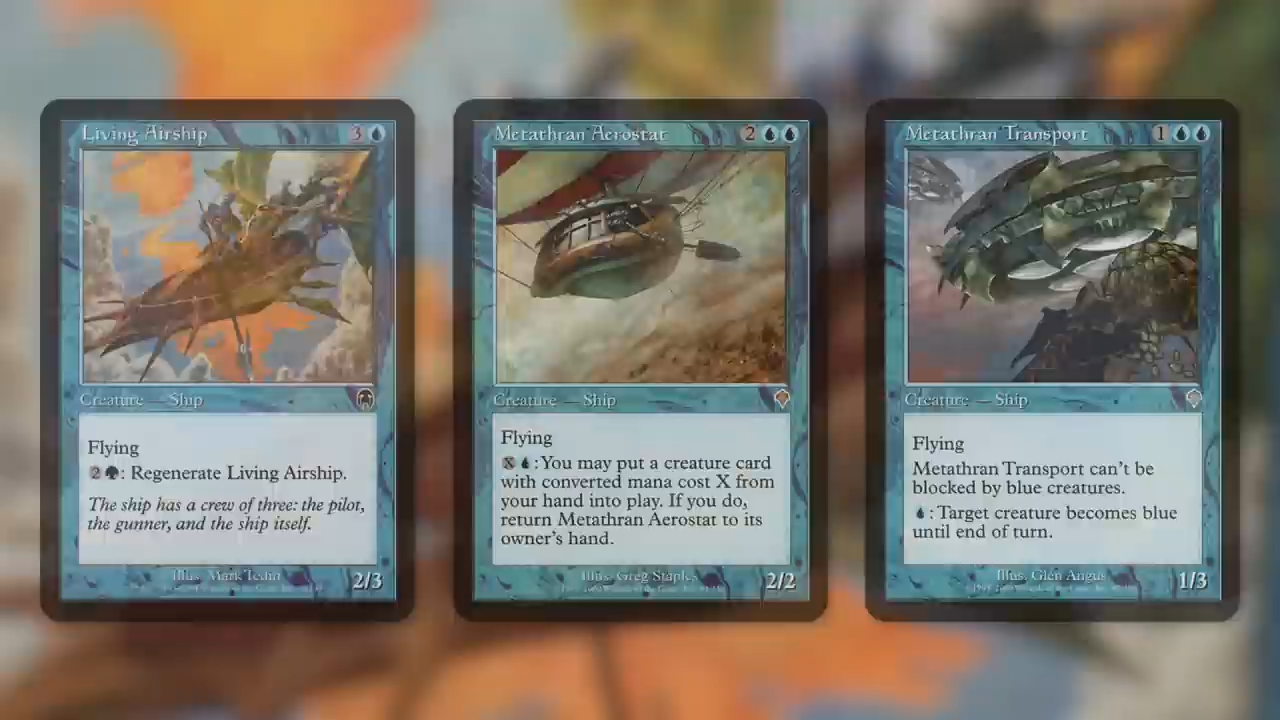 Living Airship
3
Creature — Ship
Flying
2 : Regenerate Living Airship.
The ship has a crew of three: the pilot,
the gunner, and the ship itself.
Illus. Mark Tedin
2/3
Metathran Aerostat
2
Creature — Ship
Flying
X :You may put a creature card
with converted mana cost X from
your hand into play. If you do,
return Metathran Aerostat to its
owner's hand.
Illus. Greg Staples
2/2
Metathran Transport
1
Creature — Ship
Flying
Metathran Transport can't be
blocked by blue creatures.
: Target creature becomes blue
until end of turn.
Illus. Glen Angus
1/3